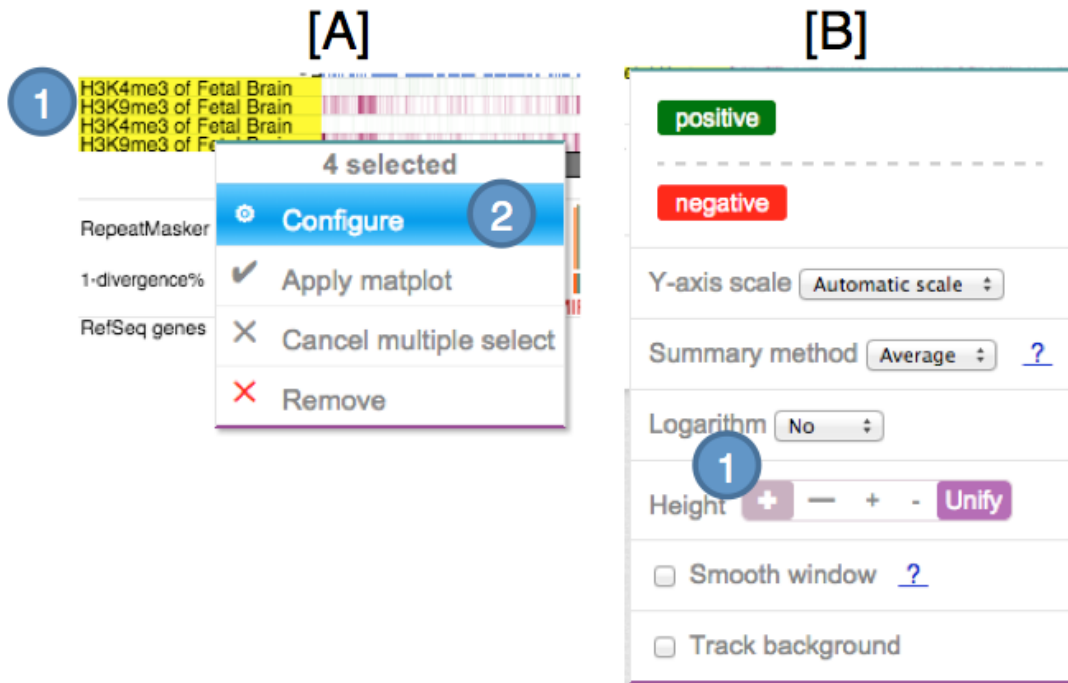 [A]
1
H3K4me3 of Fetal Brain
H3K9me3 of Fetal Brain
H3K4me3 of Fetal Brain
H3K9me3 of
4 selected
Configure
2
Apply matplot
Cancel multiple select
Remove
RepeatMasker
1-divergence%
RefSeq genes
[B]
positive
negative
Y-axis scale Automatic scale
Summary method Average ?
Logarithm No
1
Height + — + - Unify
Smooth window ?
Track background